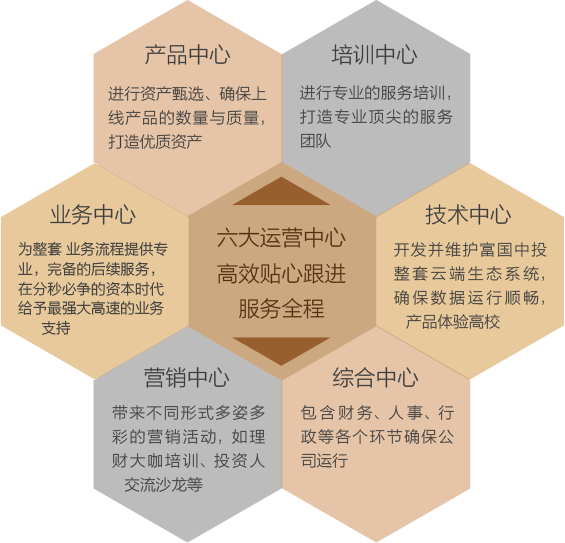 产品中心
进行资产甄选、确保上
线产品的数量与质量，
打造优质资产
培训中心
进行专业的服务培训，
打造专业顶尖的服务
团队
业务中心
为整套 业务流程提供专
业，完备的后续服务，
在分秒必争的资本时代
给予最强大高速的业务
支持
六大运营中心
高效贴心跟进
服务全程
技术中心
开发并维护富国中投
整套云端生态系统，
确保数据运行顺畅，
产品体验高校
营销中心
带来不同形式多姿多
彩的营销活动，如理
财大咖培训、投资人
交流沙龙等
综合中心
包含财务、人事、行
政等各个环节确保公
司运行